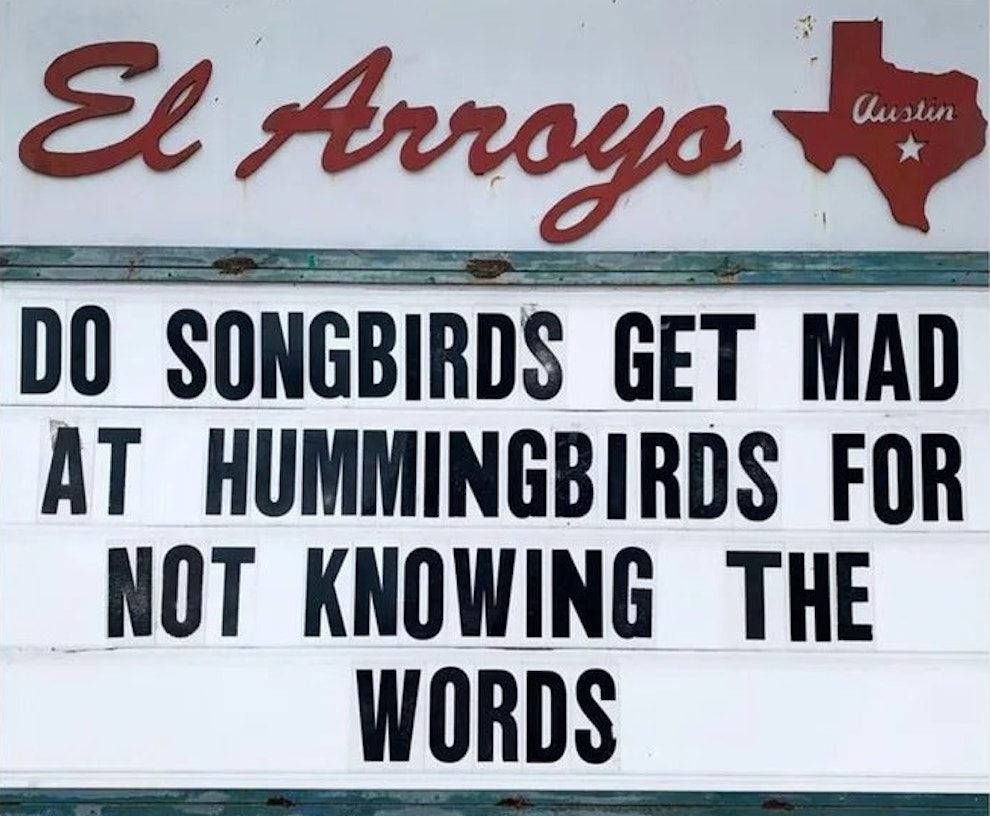 El Arroyo
Austin
DO SONGBIRDS GET MAD
AT HUMMINGBIRDS FOR
NOT KNOWING THE
WORDS